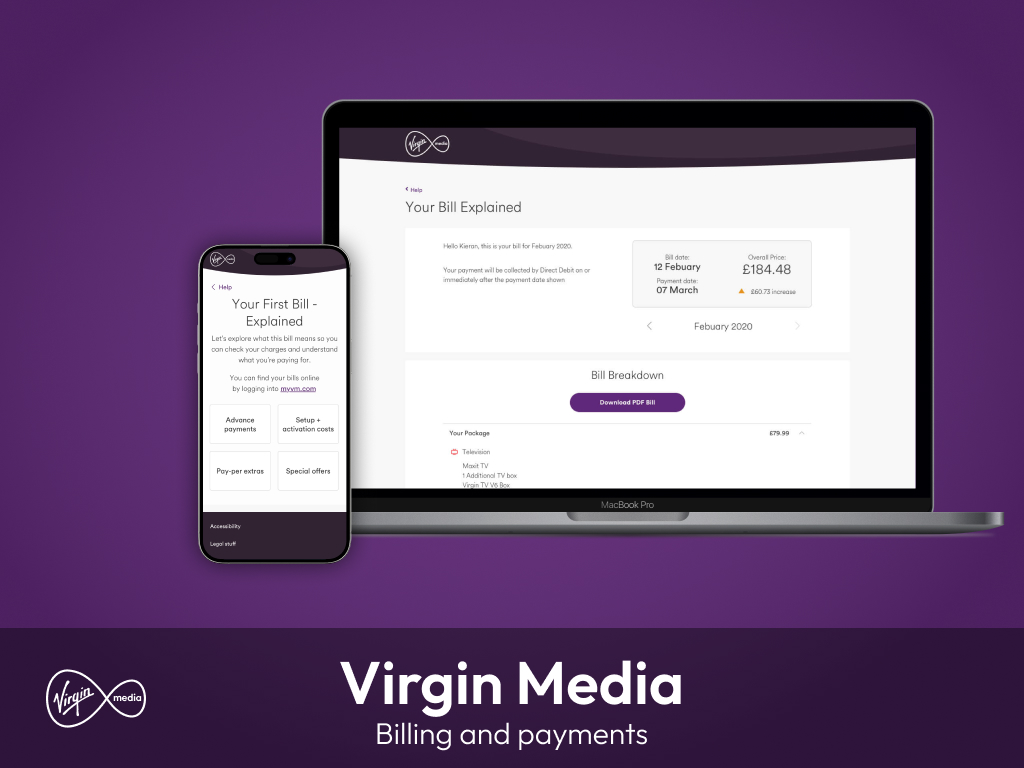 Virgin media
Help
Your Bill Explained
Hello Kieran, this is your bill for Febuary 2020.
Your payment will be collected by Direct Debit on or
immediately after the payment date shown
Bill date:
12 Febuary
Payment date:
07 March
Overall Price:
£184.48
£60.73 increase
Febuary 2020
Bill Breakdown
Download PDF Bill
Your Package £79.99
Television
Maxit TV
1 Additional TV box
Virgin TV V6 Box
MacBook Pro
Virgin media
Help
Your First Bill -
Explained
Let's explore what this bill means so you
can check your charges and understand
what you're paying for.
You can find your bills online
by logging into myvm.com
Advance
payments
Setup +
activation costs
Pay-per extras
Special offers
Accessibility
Legal stuff
Virgin media
Virgin Media
Billing and payments